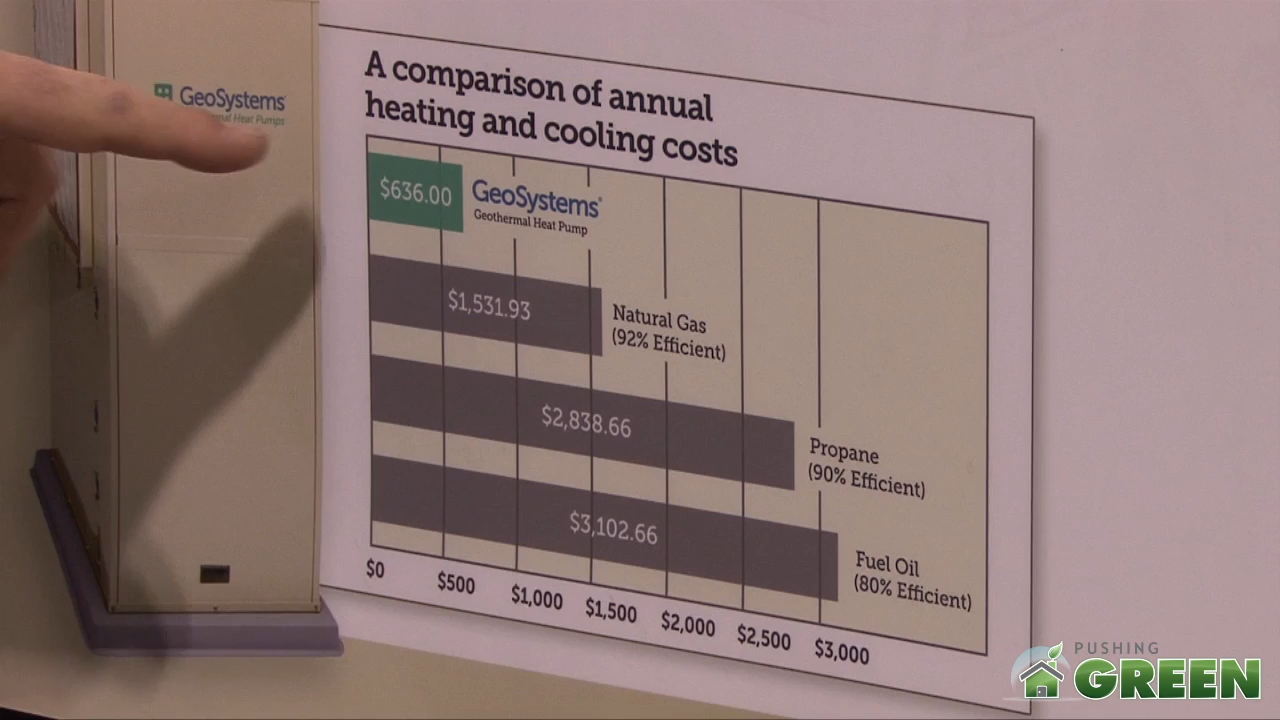 GeoSystems
Heat Pumps
A comparison of annual
heating and cooling costs
$636.00
GeoSystems®
Geothermal Heat Pump
$1,531.93
Natural Gas
(92% Efficient)
$2,838.66
Propane
(90% Efficient)
$3,102.66
Fuel Oil
(80% Efficient)
$0 $500 $1,000 $1,500 $2,000 $2,500 $3,000
PUSHING
GREEN